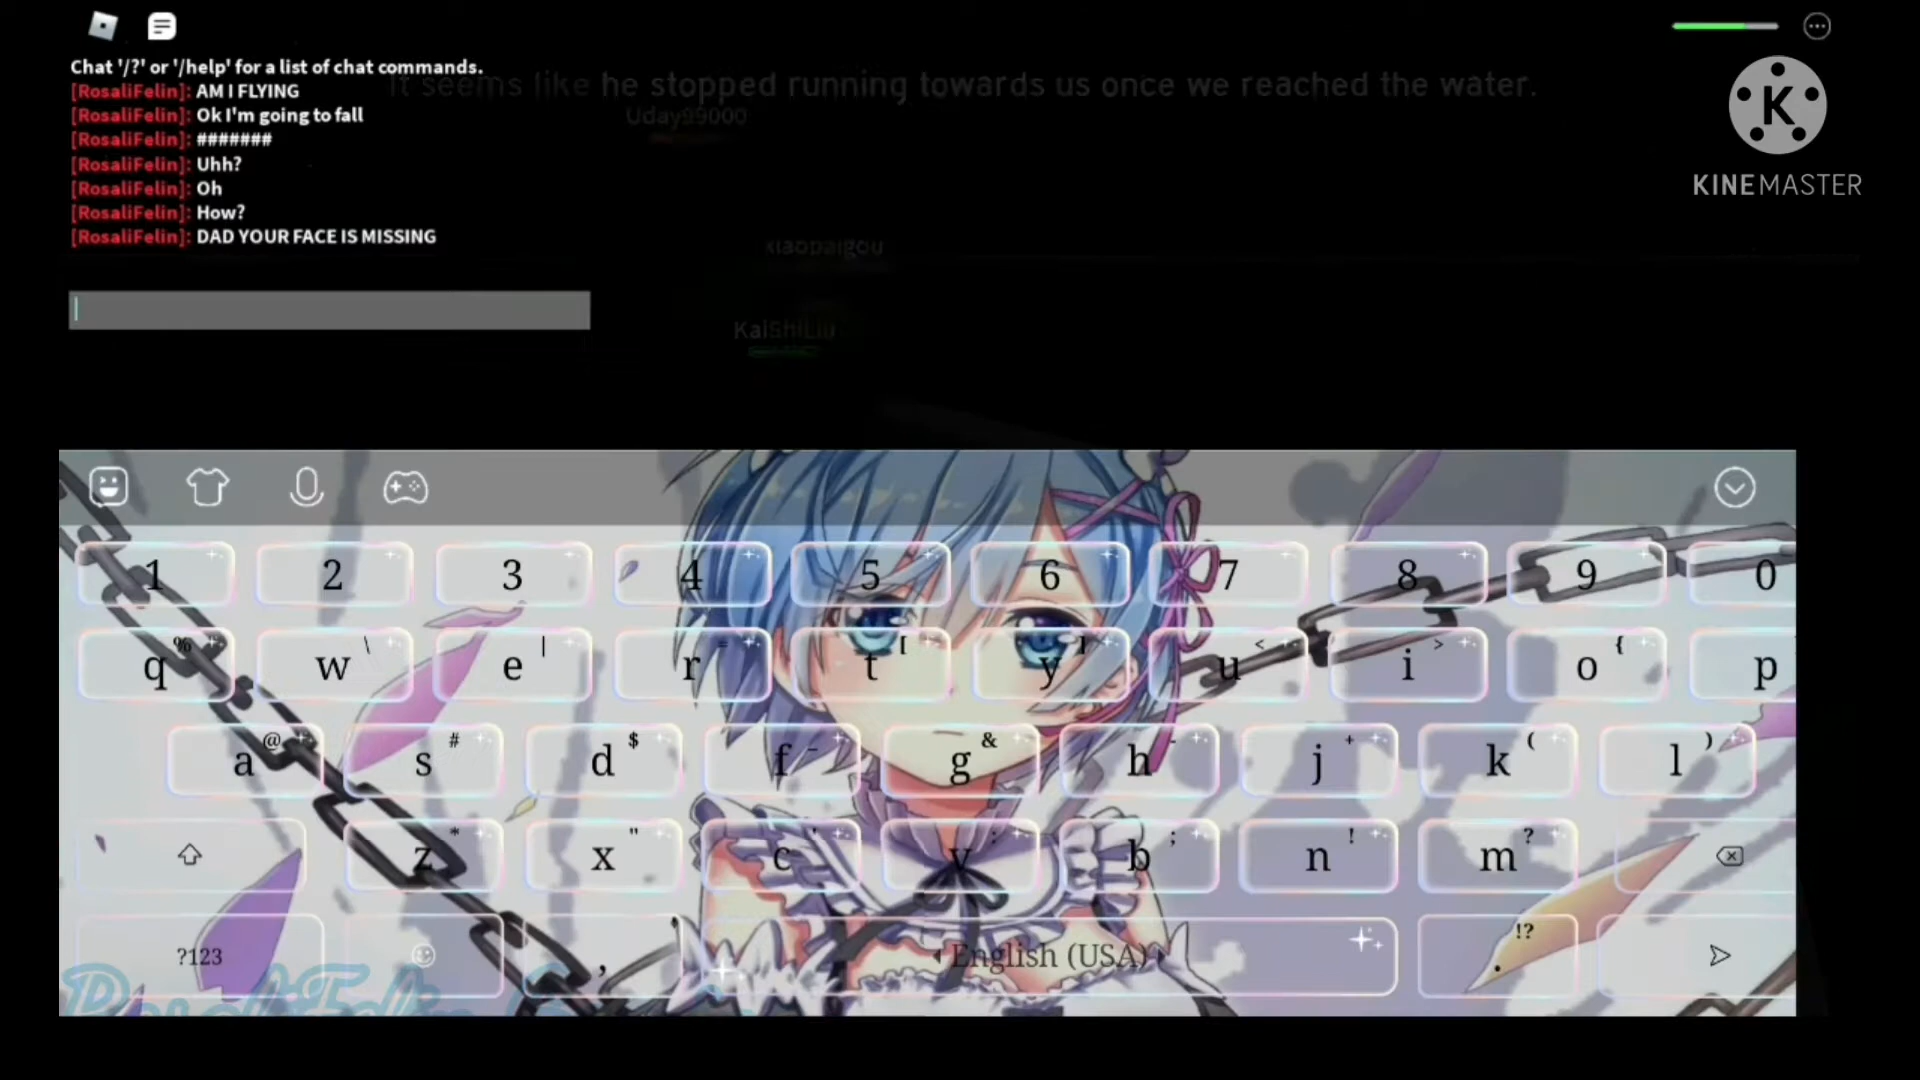 Chat '/?' or '/help' for a list of chat commands.
[RosaliFelin]: AM I FLYING
It seems like he stopped running towards us once we reached the water.
[RosaliFelin]: Ok I'm going to fall
Uday99000
[RosaliFelin]: #######
[RosaliFelin]: Uhh?
[RosaliFelin]: Oh
[RosaliFelin]: How?
[RosaliFelin]: DAD YOUR FACE IS MISSING
K
KINEMASTER
xiaopaigou
KaiShiLiu
1 2 3 4 5 6 7 8 9 0
q % w \ e | r = t [ y ] u < i > o { p
a @ s # d $ f _ g & h - j + k ( l )
z * x " c ' v : b ; n ! m ?
?123 , English (USA) . !?
RosaliFelin